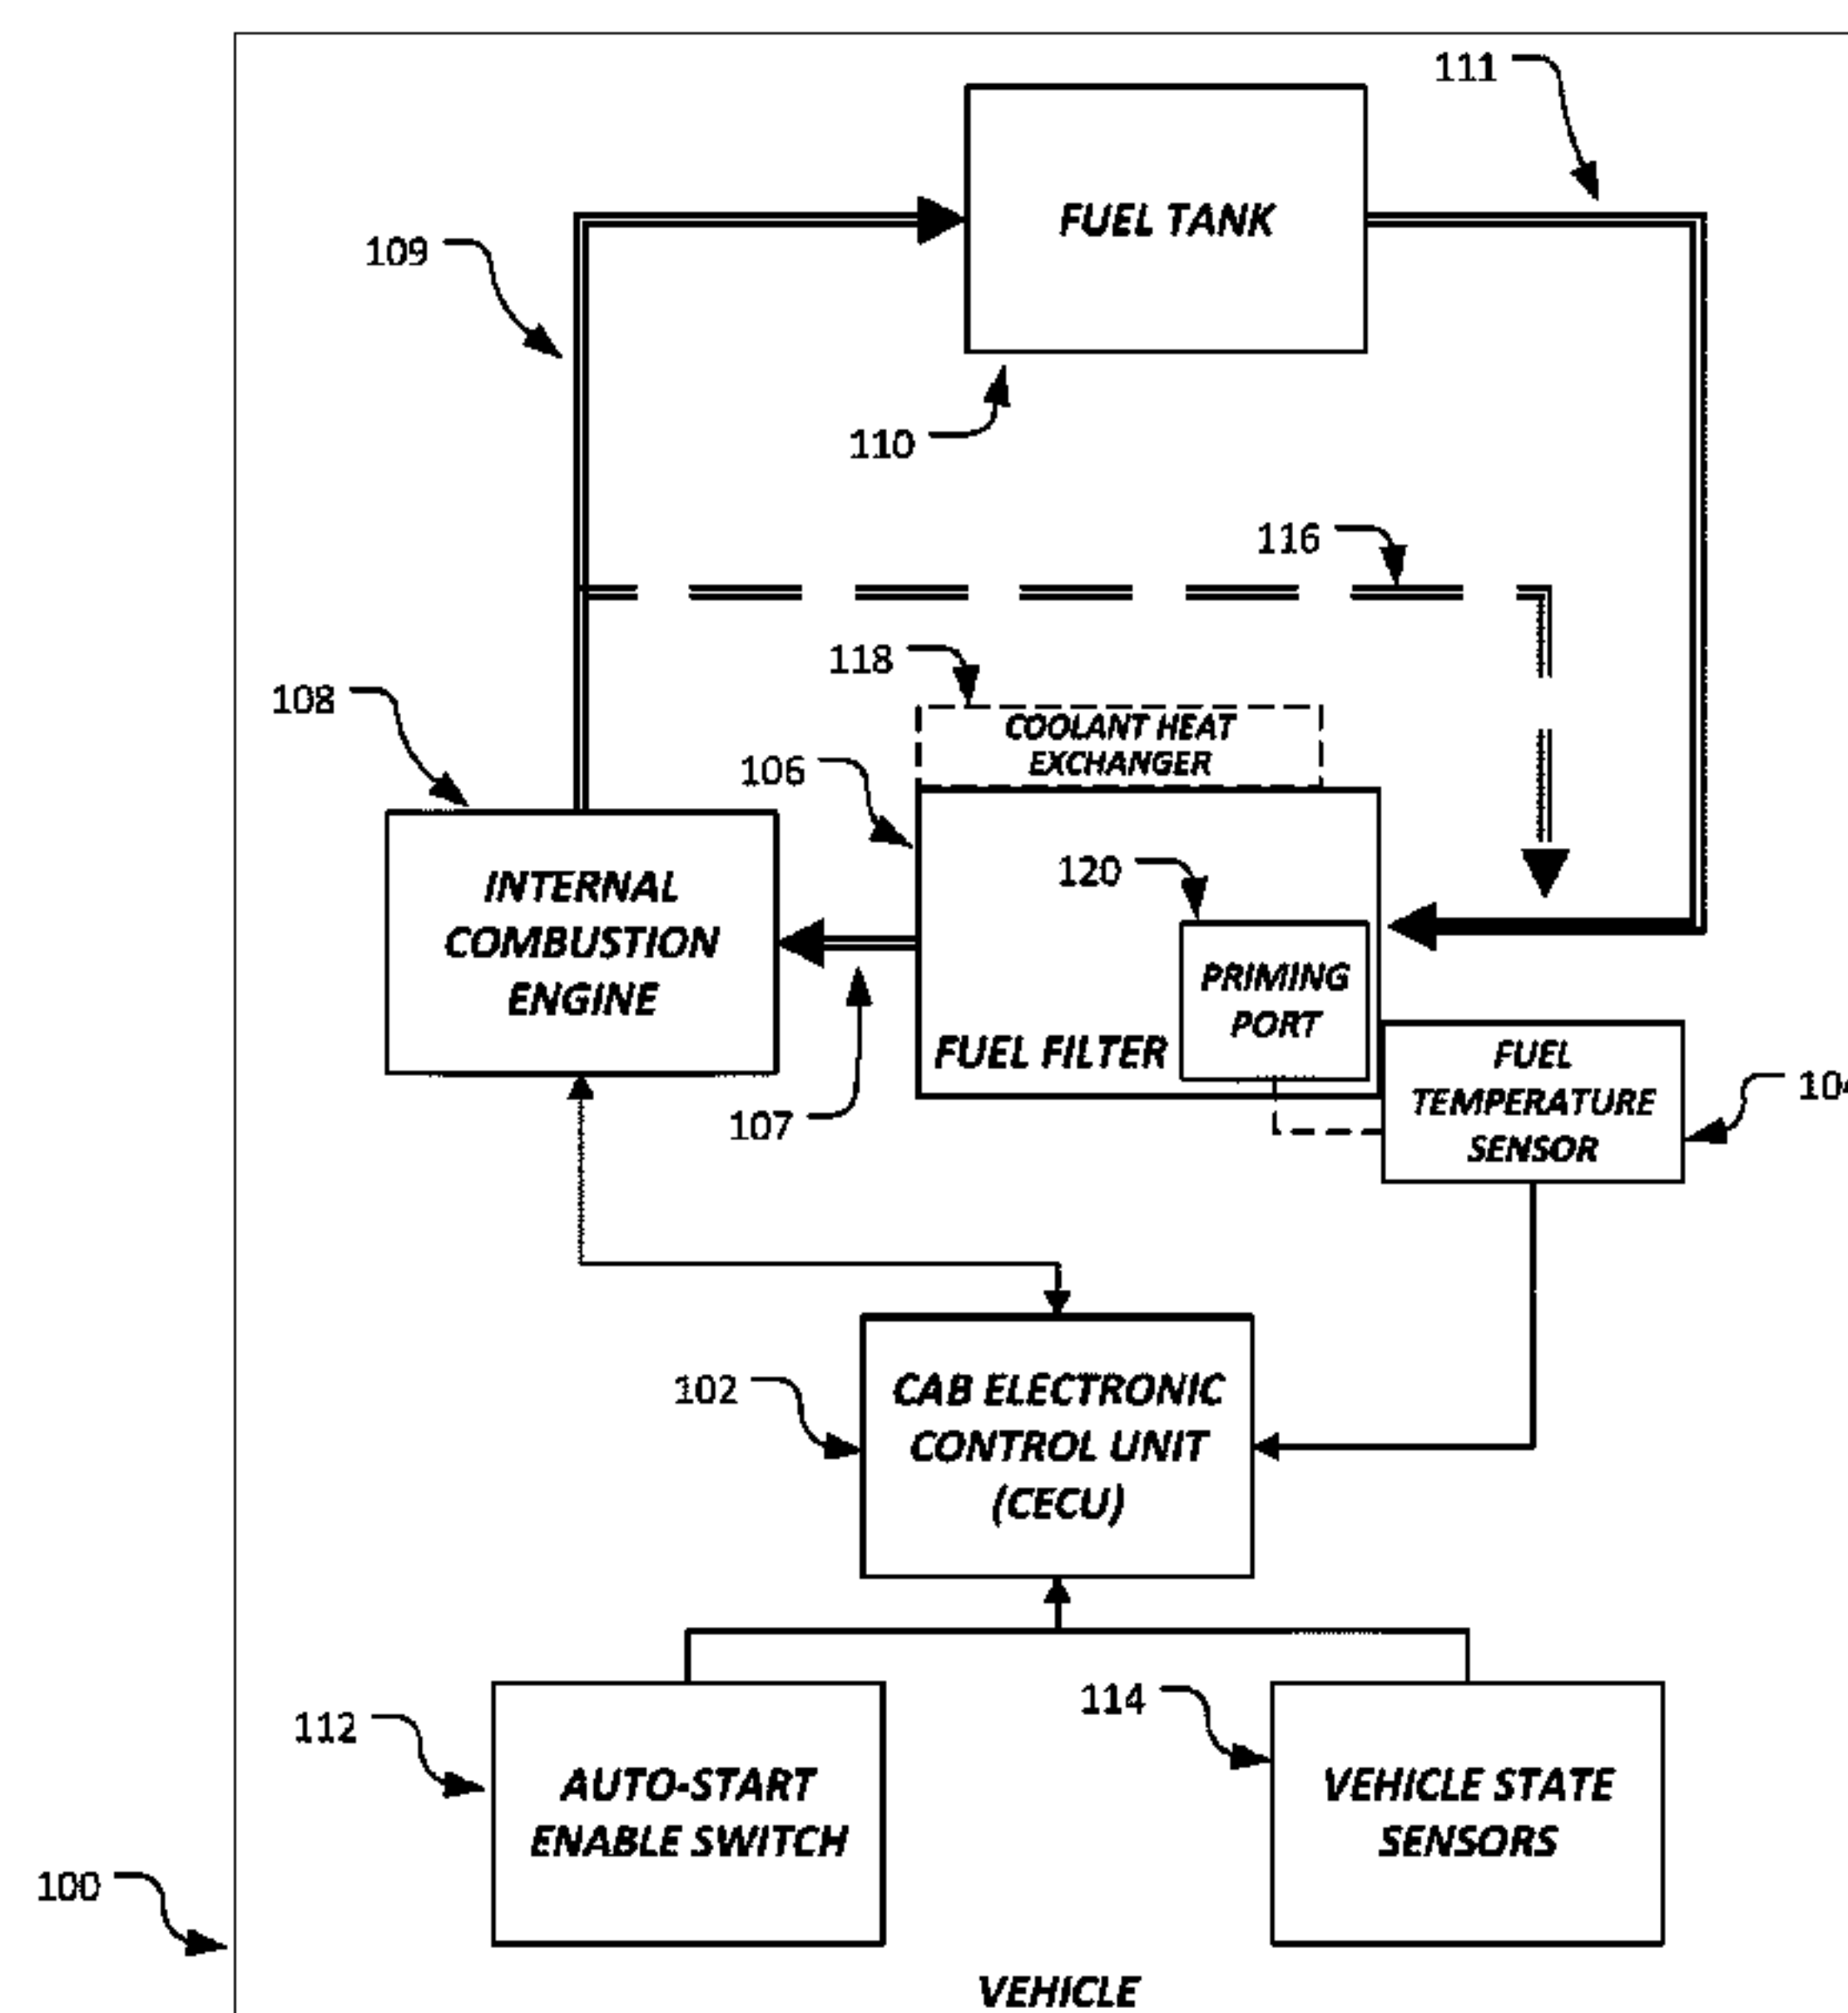 111
FUEL TANK
109
110
116
118
COOLANT HEAT
EXCHANGER
108
106
INTERNAL
COMBUSTION
ENGINE
120
PRIMING
PORT
FUEL FILTER
107
FUEL
TEMPERATURE
SENSOR
CAB ELECTRONIC
CONTROL UNIT
(CECU)
102
114
112
AUTO-START
ENABLE SWITCH
VEHICLE STATE
SENSORS
100
VEHICLE